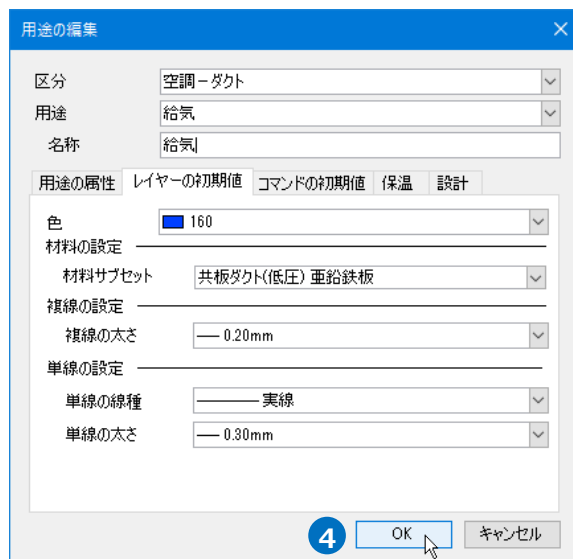 用途の編集
区分 空調－ダクト
用途 給気
名称 給気
用途の属性 レイヤーの初期値 コマンドの初期値 保温 設計
色 160
材料の設定
材料サブセット 共板ダクト(低圧) 亜鉛鉄板
複線の設定
複線の太さ 0.20mm
単線の設定
単線の線種 実線
単線の太さ 0.30mm
4 OK キャンセル